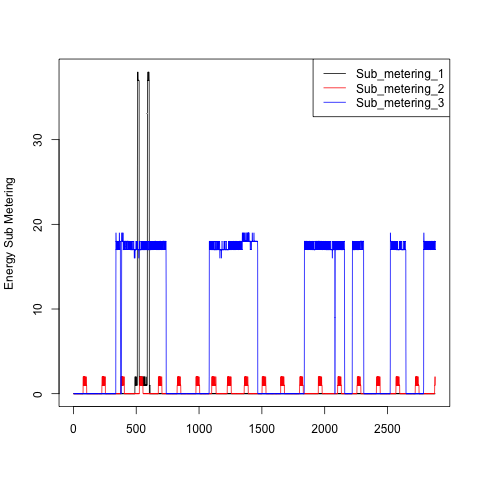 Sub_metering_1
Sub_metering_2
Sub_metering_3
Energy Sub Metering
30
20
10
0
0 500 1000 1500 2000 2500